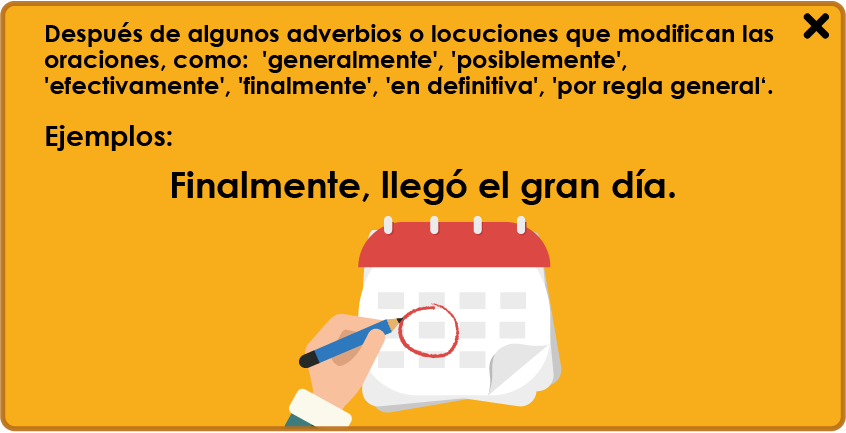 Después de algunos adverbios o locuciones que modifican las
oraciones, como:  'generalmente', 'posiblemente',
'efectivamente', 'finalmente', 'en definitiva', 'por regla general‘.
Ejemplos:
Finalmente, llegó el gran día.